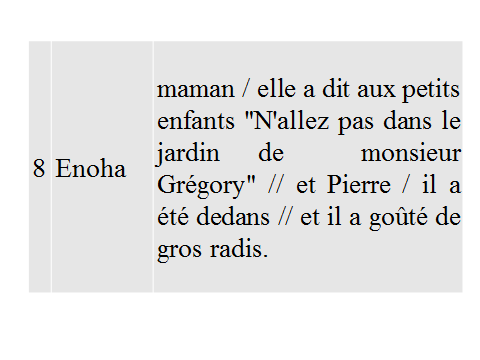 8 Enoha
maman / elle a dit aux petits
enfants "N'allez pas dans le
jardin de monsieur
Grégory" // et Pierre / il a
été dedans // et il a goûté de
gros radis.